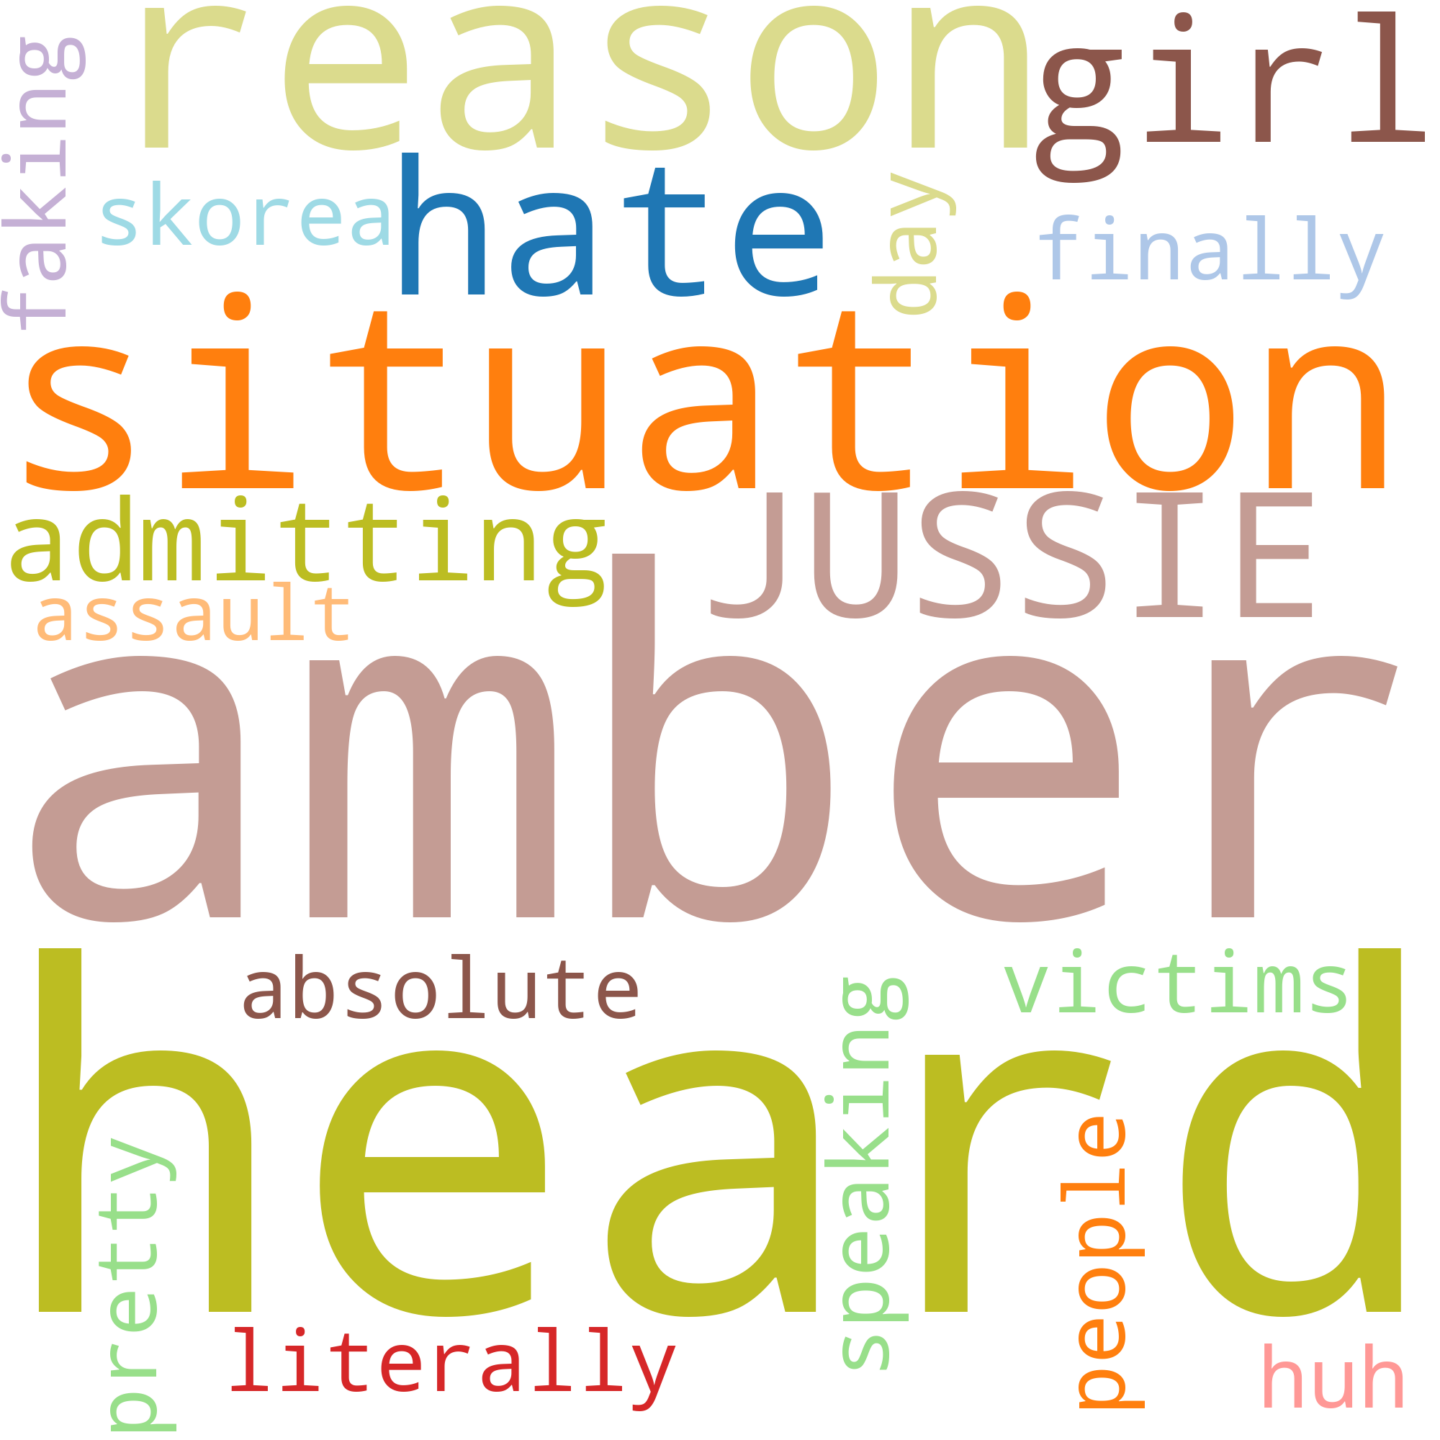 reason
girl
faking
hate
skorea
day
finally
situation
admitting
JUSSIE
assault
amber
heard
absolute
victims
speaking
pretty
people
literally
huh